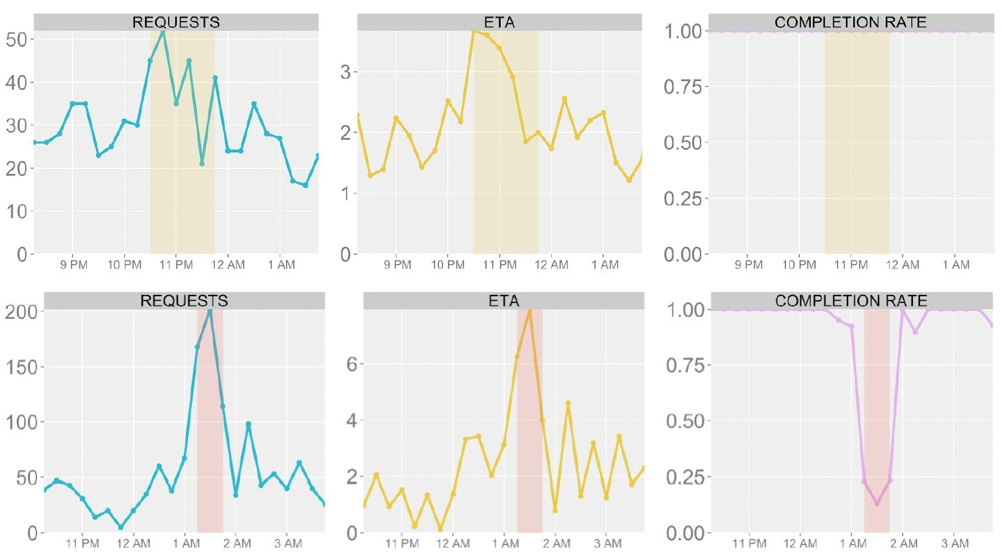 REQUESTS
50
40
30
20
10
0
9 PM 10 PM 11 PM 12 AM 1 AM
ETA
3
2
1
0
9 PM 10 PM 11 PM 12 AM 1 AM
COMPLETION RATE
1.00
0.75
0.50
0.25
0.00
9 PM 10 PM 11 PM 12 AM 1 AM
REQUESTS
200
150
100
50
0
11 PM 12 AM 1 AM 2 AM 3 AM
ETA
6
4
2
0
11 PM 12 AM 1 AM 2 AM 3 AM
COMPLETION RATE
1.00
0.75
0.50
0.25
0.00
11 PM 12 AM 1 AM 2 AM 3 AM